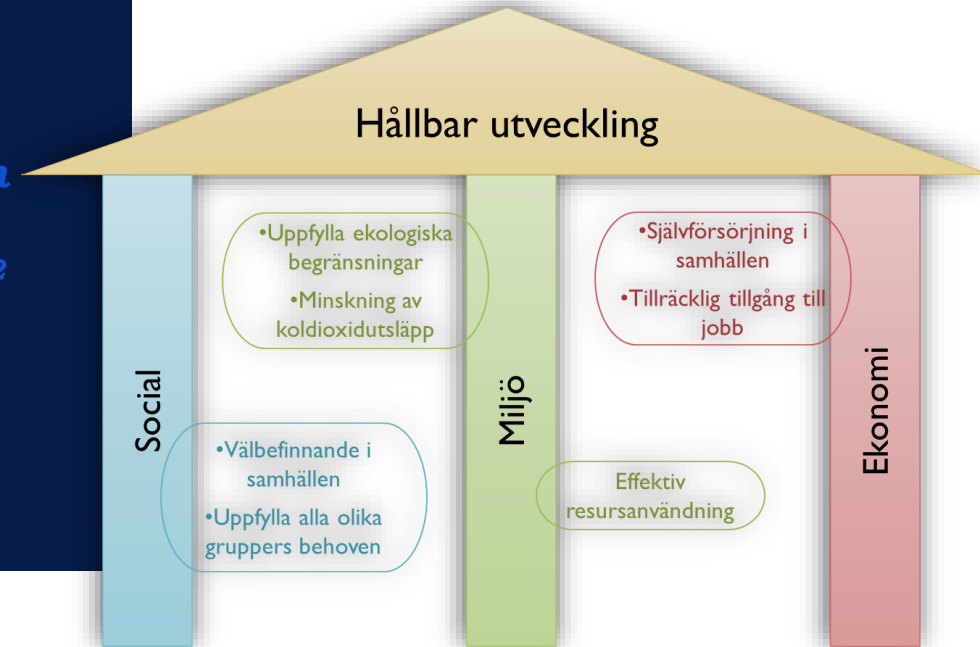 Hållbar utveckling
•Uppfylla ekologiska
begränsningar
•Minskning av
koldioxidutsläpp
•Självförsörjning i
samhällen
•Tillräcklig tillgång till
jobb
Social
Miljö
Ekonomi
•Välbefinnande i
samhällen
•Uppfylla alla olika
gruppers behoven
Effektiv
resursanvändning